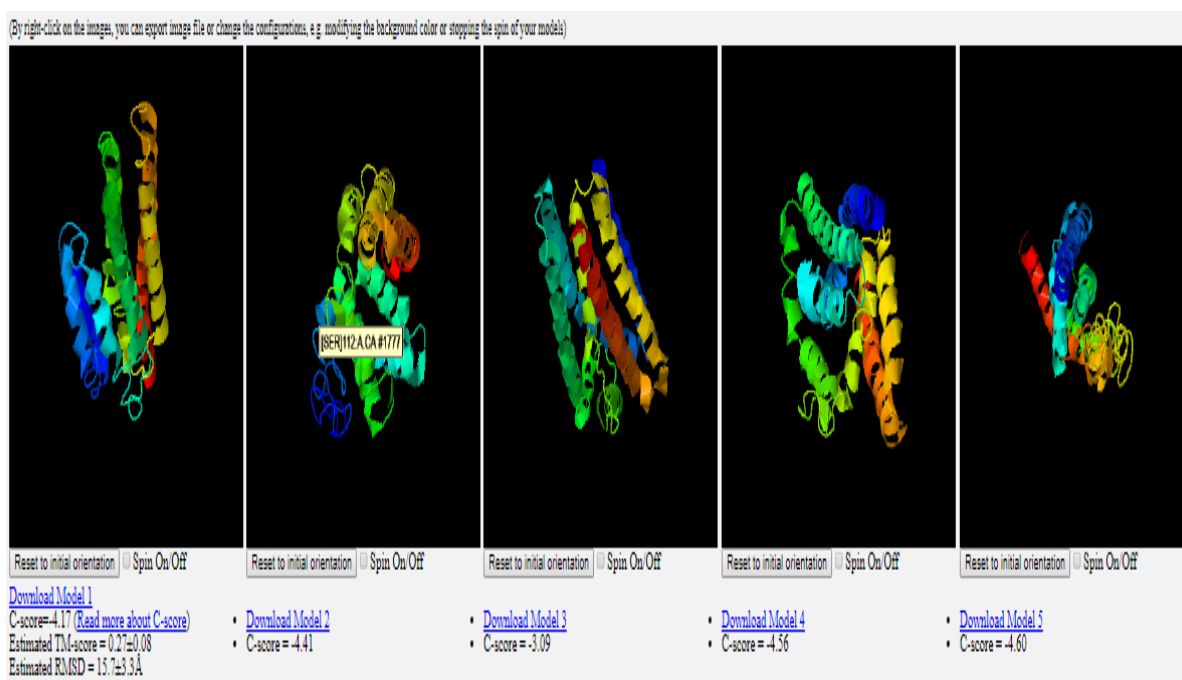 (By right-click on the images, you can export image file or change the configurations, e.g. modifying the background color or stopping the spin of your models)
[SER]112:A.CA #1777
Reset to initial orientation Spin On/Off Reset to initial orientation Spin On/Off Reset to initial orientation Spin On/Off Reset to initial orientation Spin On/Off Reset to initial orientation Spin On/Off
Download Model 1
C-score=-4.17 (Read more about C-score)
Estimated TM-score = 0.27±0.08
Estimated RMSD = 15.7±3.3Å
• Download Model 2
• C-score = -4.41
• Download Model 3
• C-score = -3.09
• Download Model 4
• C-score = -4.56
• Download Model 5
• C-score = -4.60